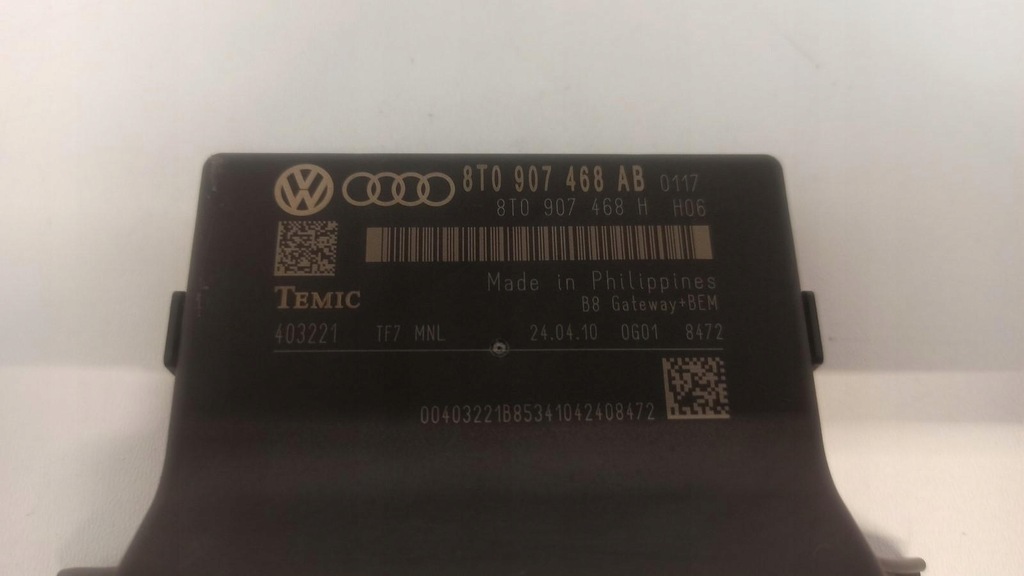 8T0 907 468 AB 0117
8T0 907 468 H H06
Made in Philippines
B8 Gateway+BEM
TEMIC
403221 TF7 MNL 24.04.10 0G01 8472
00403221B85341042408472